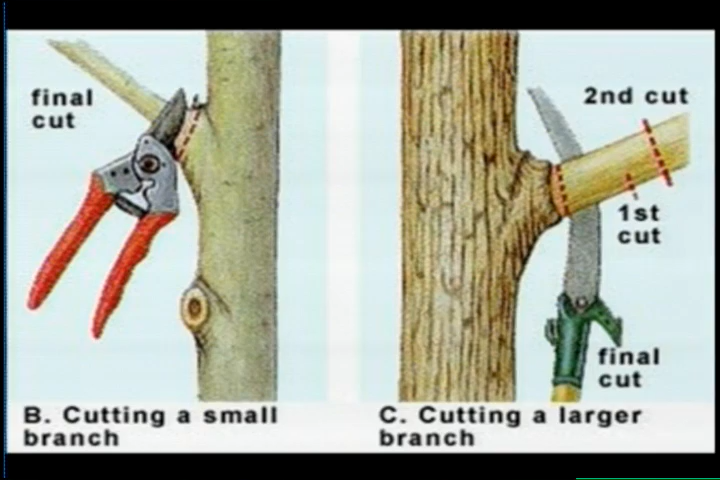 final
cut
B. Cutting a small
branch
2nd cut
1st
cut
final
cut
C. Cutting a larger
branch